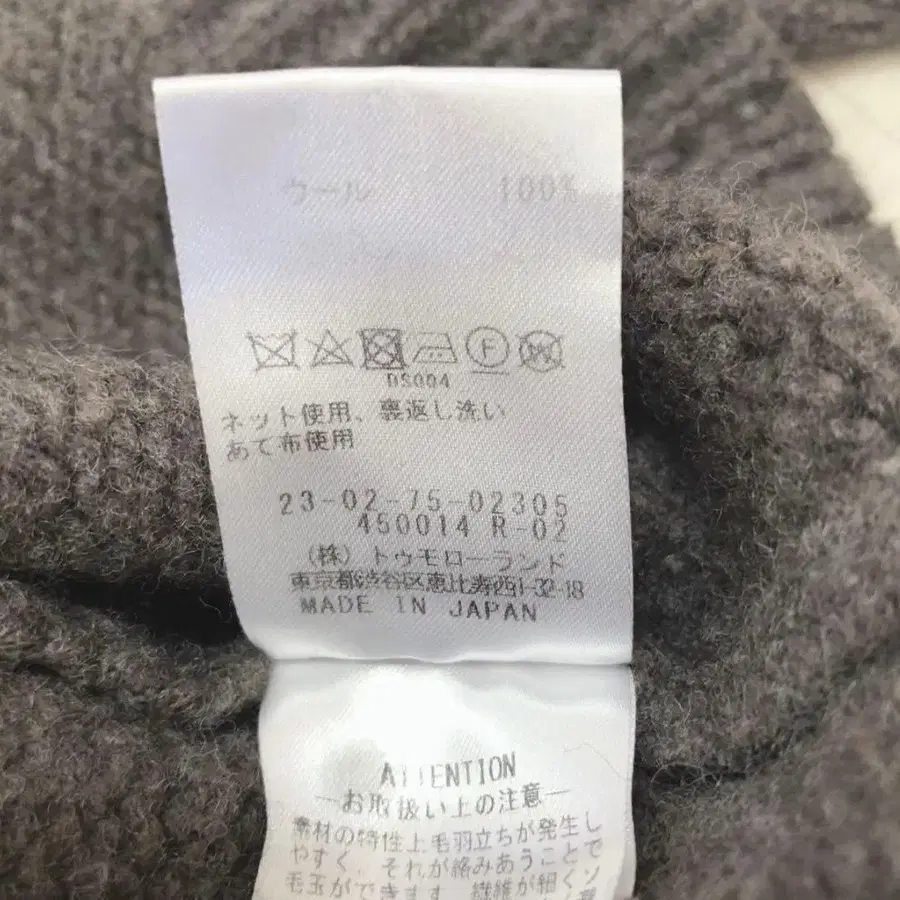 ウール 100%
F W
DS004
ネット使用、裏返し洗い
あて布使用
23-02-75-02305
450014 R-02
(株) トゥモローランド
東京都渋谷区恵比寿西1-32-18
MADE IN JAPAN
ATTENTION
―お取扱い上の注意―
素材の特性上毛羽立ちが発生し
やすく、それが絡みあうことで
毛玉ができます 繊維が細くソ